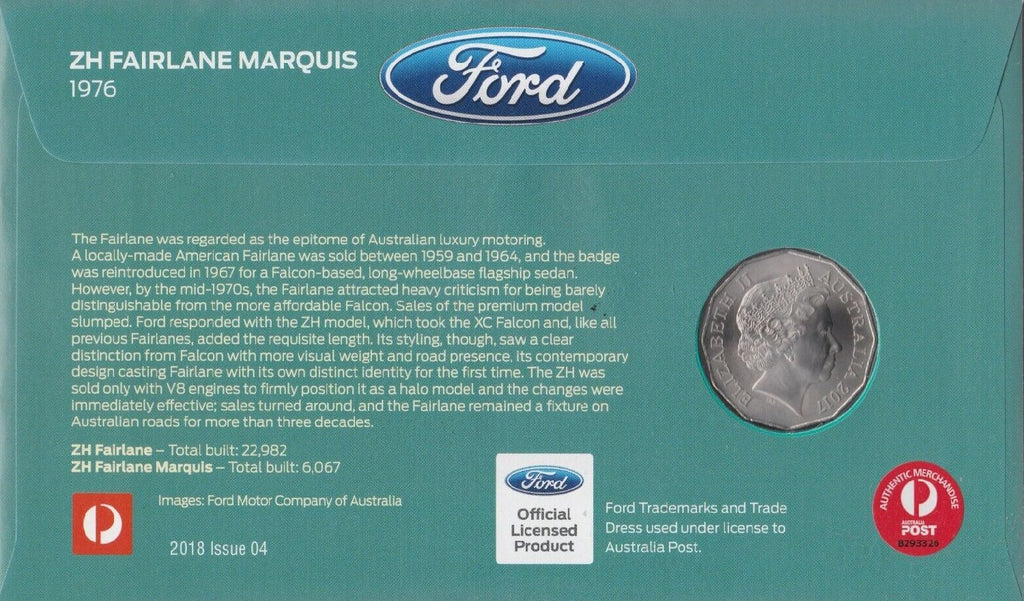 ZH FAIRLANE MARQUIS
1976
Ford
The Fairlane was regarded as the epitome of Australian luxury motoring.
A locally-made American Fairlane was sold between 1959 and 1964, and the badge
was reintroduced in 1967 for a Falcon-based, long-wheelbase flagship sedan.
However, by the mid-1970s, the Fairlane attracted heavy criticism for being barely
distinguishable from the more affordable Falcon. Sales of the premium model
slumped. Ford responded with the ZH model, which took the XC Falcon and, like all
previous Fairlanes, added the requisite length. Its styling, though, saw a clear
distinction from Falcon with more visual weight and road presence, its contemporary
design casting Fairlane with its own distinct identity for the first time. The ZH was
sold only with V8 engines to firmly position it as a halo model and the changes were
immediately effective; sales turned around, and the Fairlane remained a fixture on
Australian roads for more than three decades.
ZH Fairlane – Total built: 22,982
ZH Fairlane Marquis – Total built: 6,067
Images: Ford Motor Company of Australia
2018 Issue 04
ELIZABETH II AUSTRALIA 2017
Ford
Official
Licensed
Product
Ford Trademarks and Trade
Dress used under license to
Australia Post.
AUTHENTIC MERCHANDISE
AUSTRALIA
POST
8293326